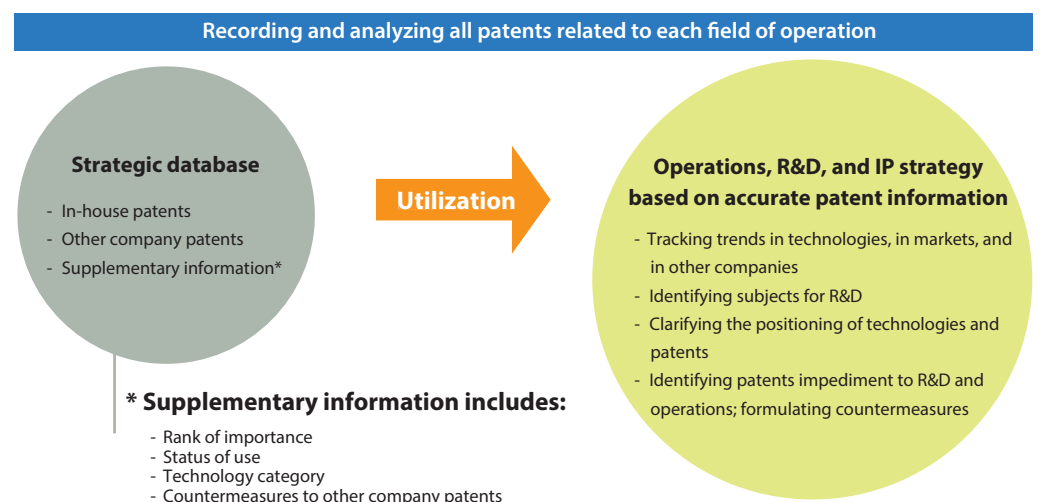 Recording and analyzing all patents related to each field of operation
Strategic database
- In-house patents
- Other company patents
- Supplementary information*
Utilization
Operations, R&D, and IP strategy
based on accurate patent information
- Tracking trends in technologies, in markets, and
in other companies
- Identifying subjects for R&D
- Clarifying the positioning of technologies and
patents
- Identifying patents impediment to R&D and
operations; formulating countermeasures
* Supplementary information includes:
- Rank of importance
- Status of use
- Technology category
- Countermeasures to other company patents